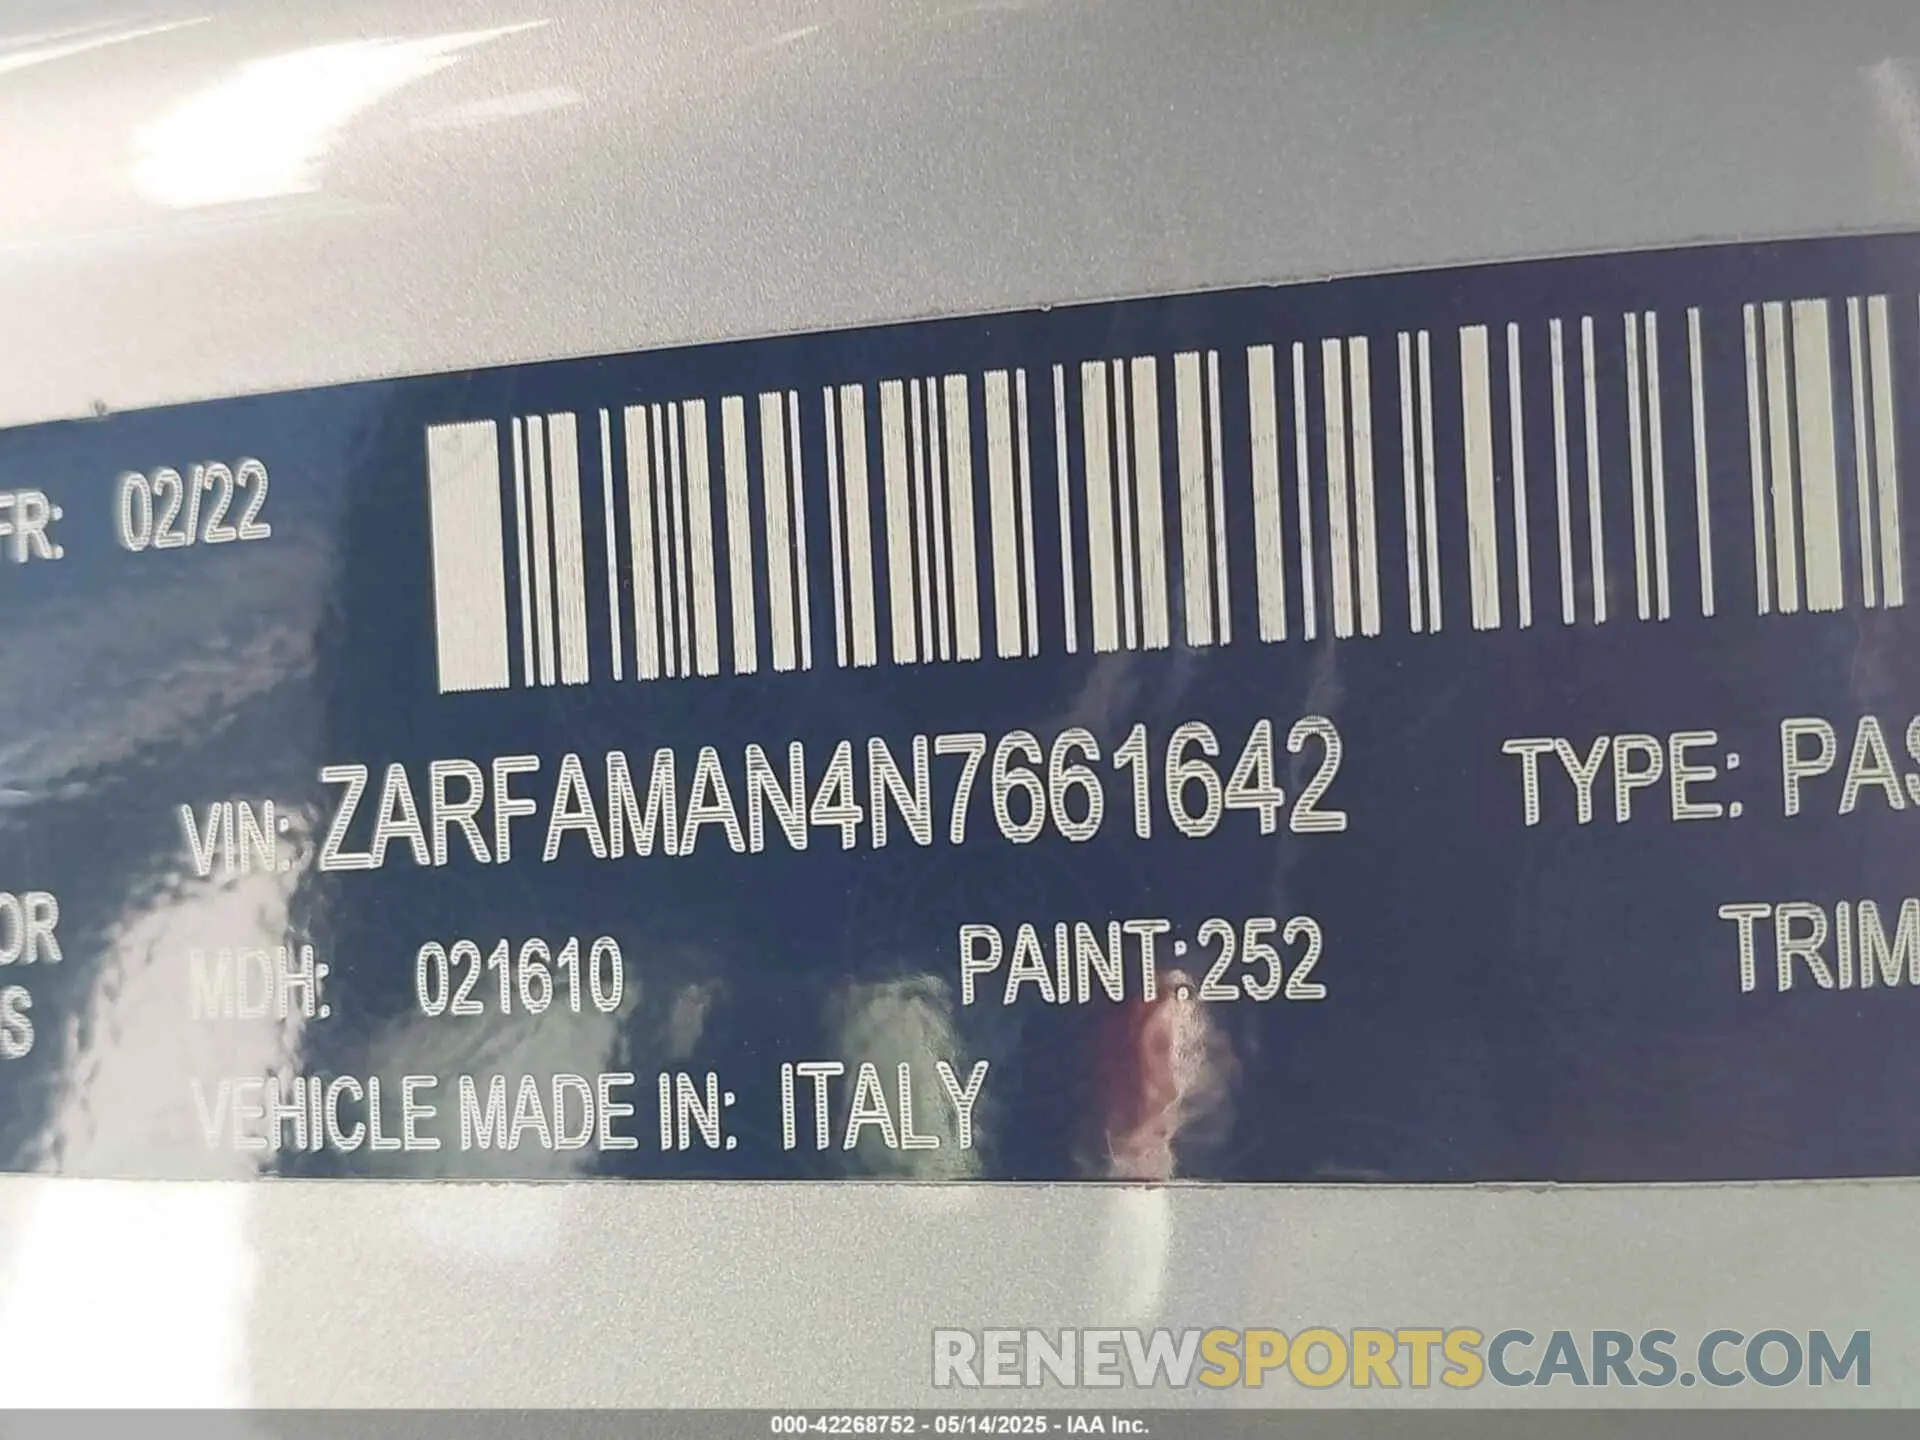 FR: 02/22
VIN: ZARFAMAN4N7661642 TYPE: PAS
OR
MDH: 021610 PAINT: 252 TRIM
S
VEHICLE MADE IN: ITALY
RENEWSPORTSCARS.COM
000-42268752 - 05/14/2025 - IAA Inc.